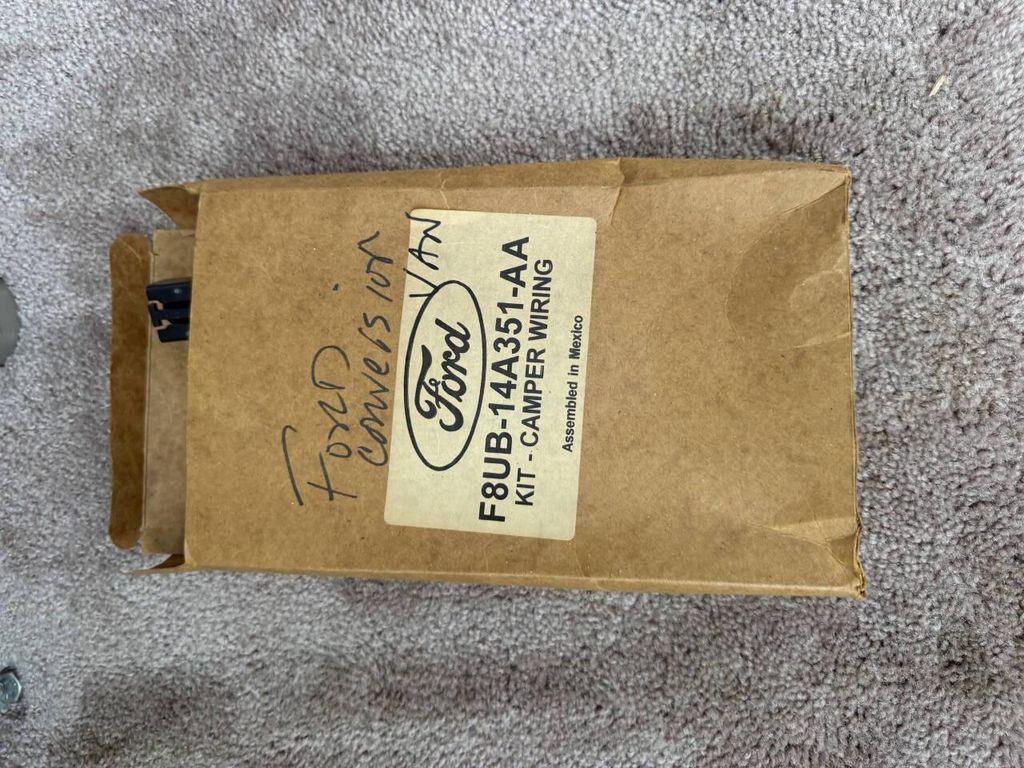 FORD
Conversion
VAN
Ford
F8UB-14A351-AA
KIT - CAMPER WIRING
Assembled in Mexico